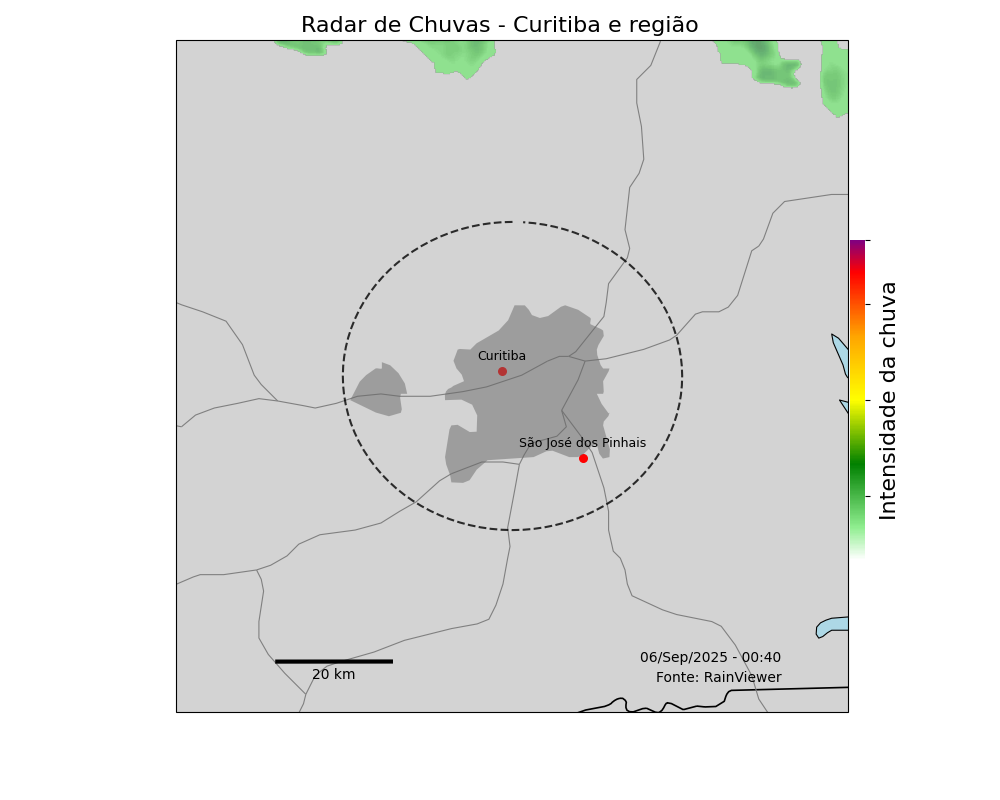 Radar de Chuvas - Curitiba e região
Curitiba
São José dos Pinhais
Intensidade da chuva
06/Sep/2025 - 00:40
20 km
Fonte: RainViewer